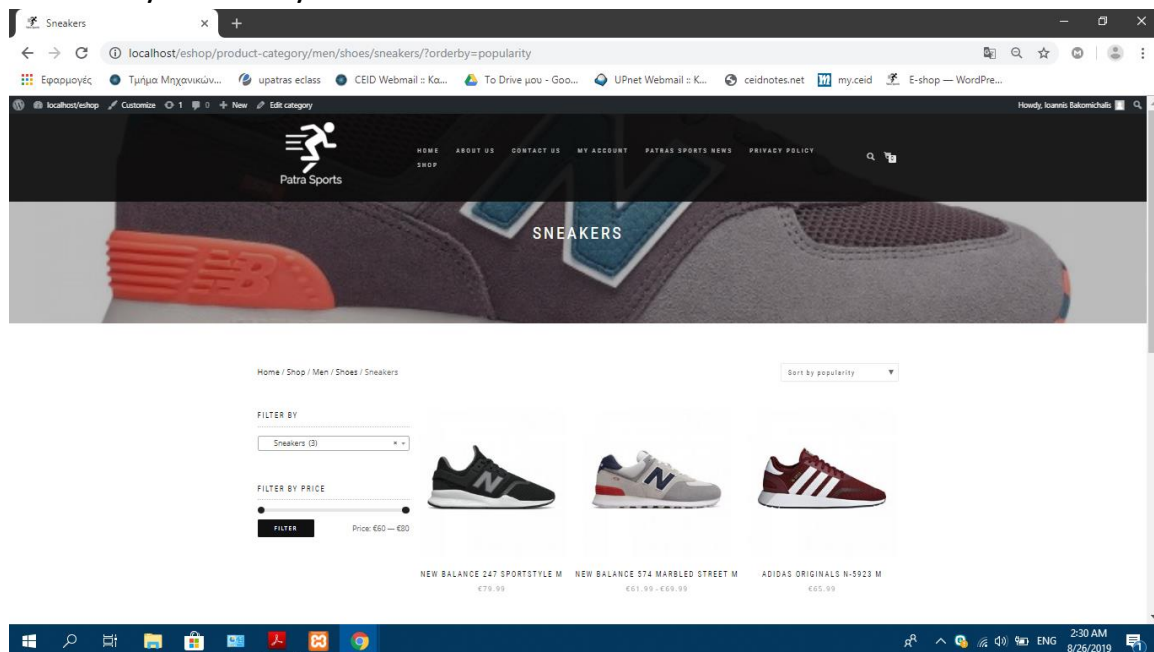 Sneakers
localhost/eshop/product-category/men/shoes/sneakers/?orderby=popularity
Εφαρμογές Τμήμα Μηχανικών... upatras eclass CEID Webmail :: Κα... Το Drive μου - Goo... UPnet Webmail :: K... ceidnotes.net my.ceid E-shop — WordPre...
localhost/eshop Customize 1 0 New Edit category Howdy, Ioannis Bakomichalis
HOME ABOUT US CONTACT US MY ACCOUNT PATRAS SPORTS NEWS PRIVACY POLICY
SHOP
Patra Sports
SNEAKERS
Home / Shop / Men / Shoes / Sneakers
Sort by popularity
FILTER BY
Sneakers (3)
FILTER BY PRICE
FILTER Price: €60 — €80
NEW BALANCE 247 SPORTSTYLE M NEW BALANCE 574 MARBLED STREET M ADIDAS ORIGINALS N-5923 M
€79.99 €61.99 - €68.99 €65.99
ENG 2:30 AM
8/26/2019